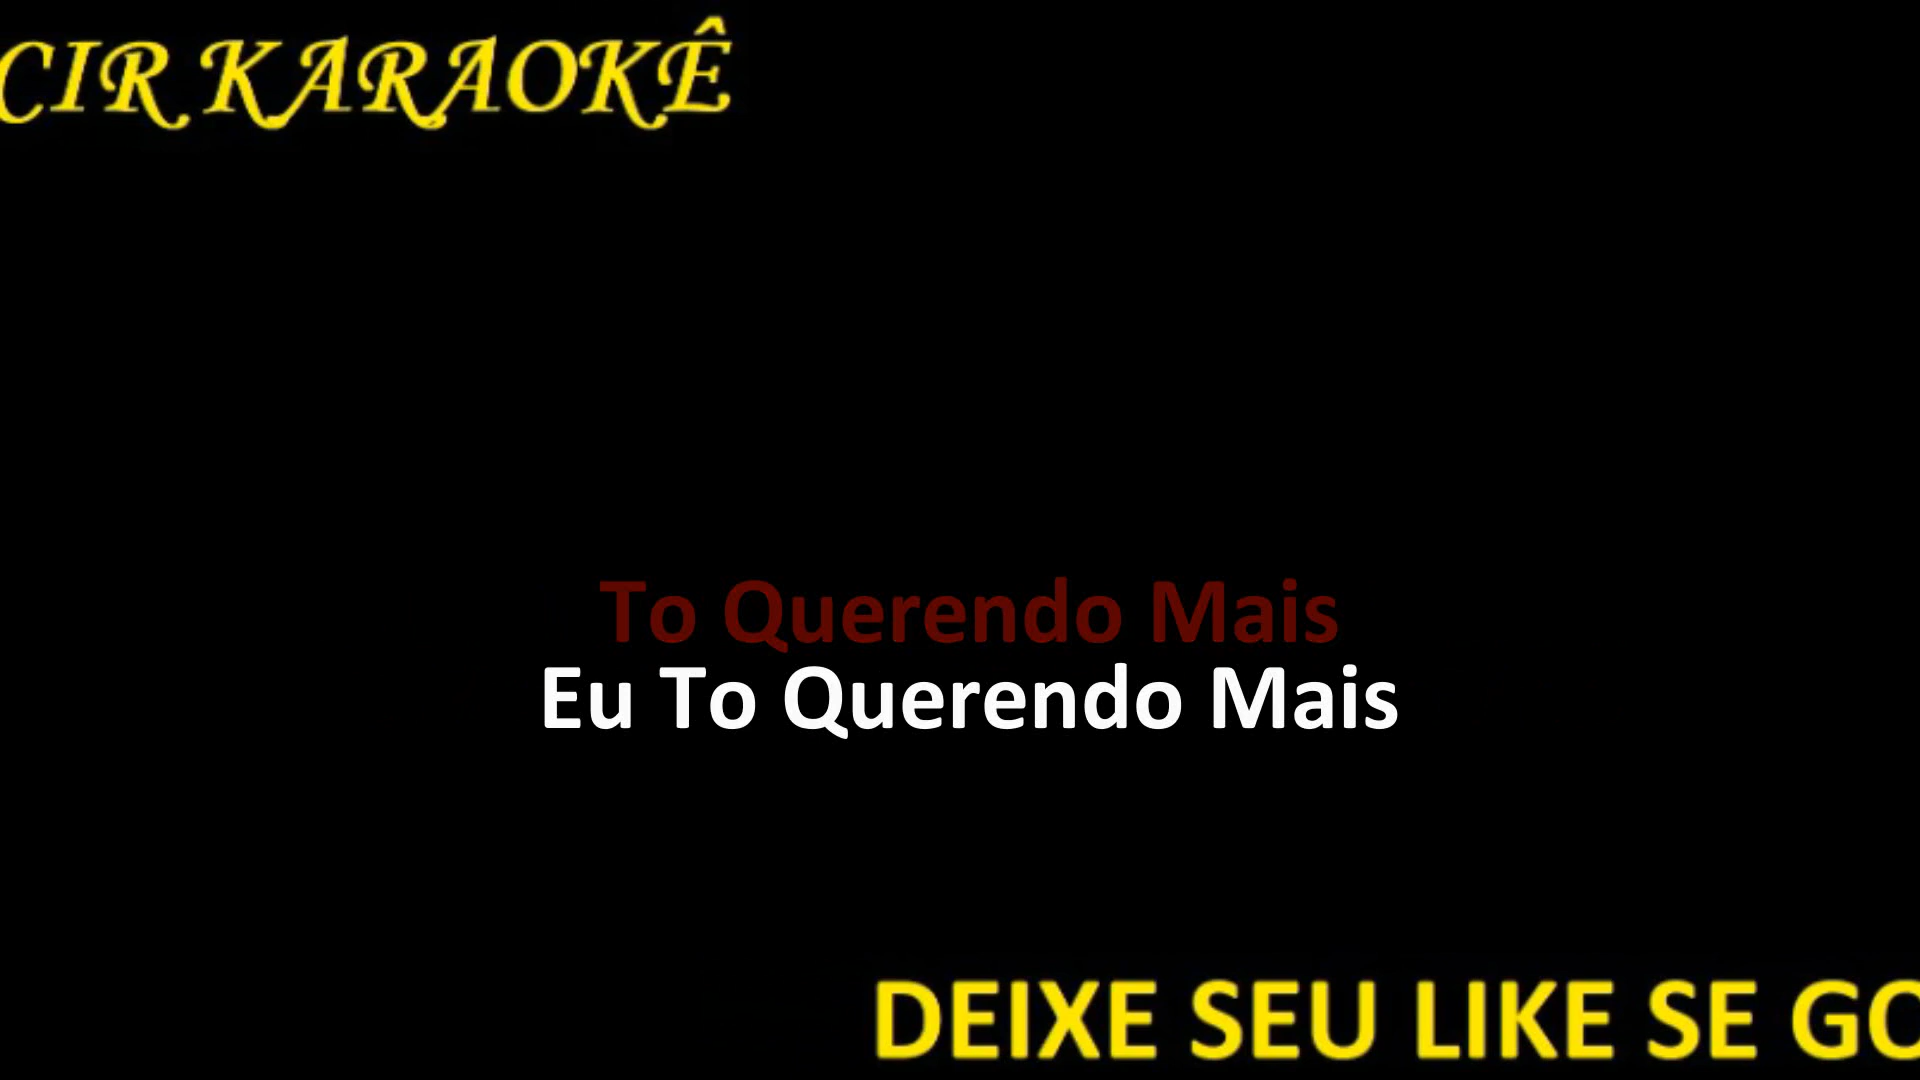 CIR KARAOKÊ
To Querendo Mais
Eu To Querendo Mais
DEIXE SEU LIKE SE GO